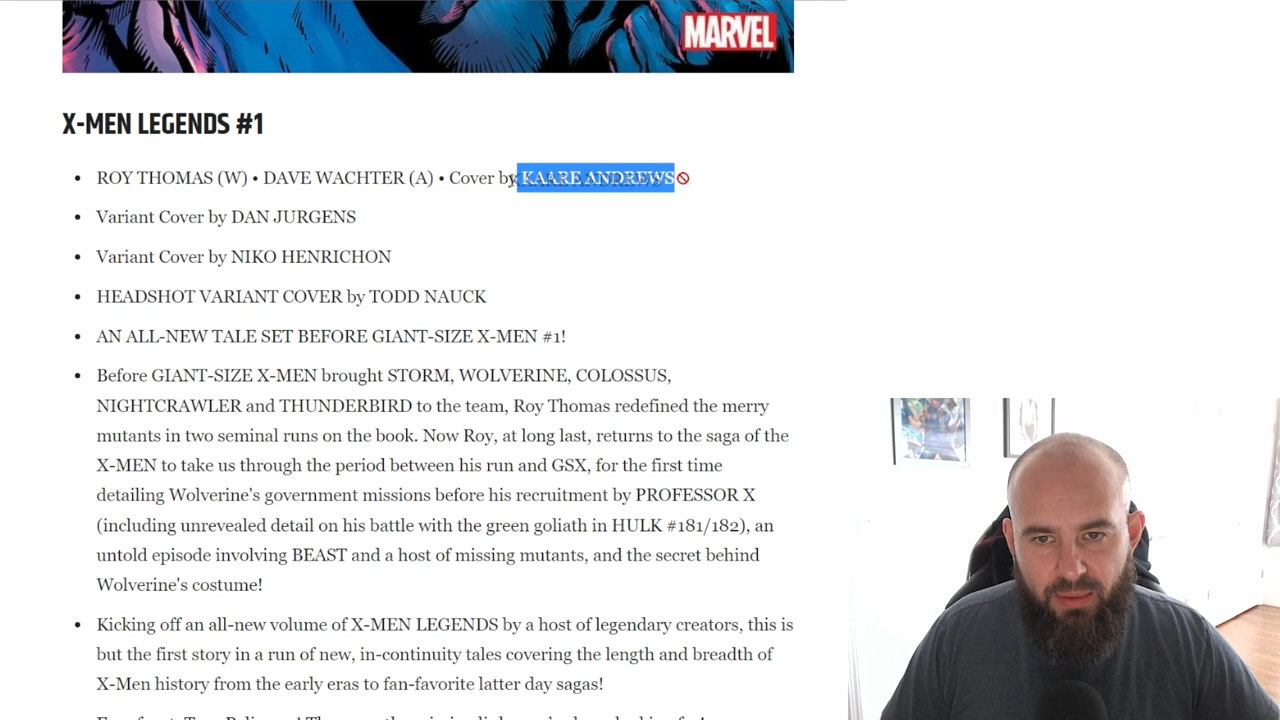 MARVEL
X-MEN LEGENDS #1
• ROY THOMAS (W) • DAVE WACHTER (A) • Cover by KAARE ANDREWS
• Variant Cover by DAN JURGENS
• Variant Cover by NIKO HENRICHON
• HEADSHOT VARIANT COVER by TODD NAUCK
• AN ALL-NEW TALE SET BEFORE GIANT-SIZE X-MEN #1!
• Before GIANT-SIZE X-MEN brought STORM, WOLVERINE, COLOSSUS,
NIGHTCRAWLER and THUNDERBIRD to the team, Roy Thomas redefined the merry
mutants in two seminal runs on the book. Now Roy, at long last, returns to the saga of the
X-MEN to take us through the period between his run and GSX, for the first time
detailing Wolverine's government missions before his recruitment by PROFESSOR X
(including unrevealed detail on his battle with the green goliath in HULK #181/182), an
untold episode involving BEAST and a host of missing mutants, and the secret behind
Wolverine's costume!
• Kicking off an all-new volume of X-MEN LEGENDS by a host of legendary creators, this is
but the first story in a run of new, in-continuity tales covering the length and breadth of
X-Men history from the early eras to fan-favorite latter day sagas!